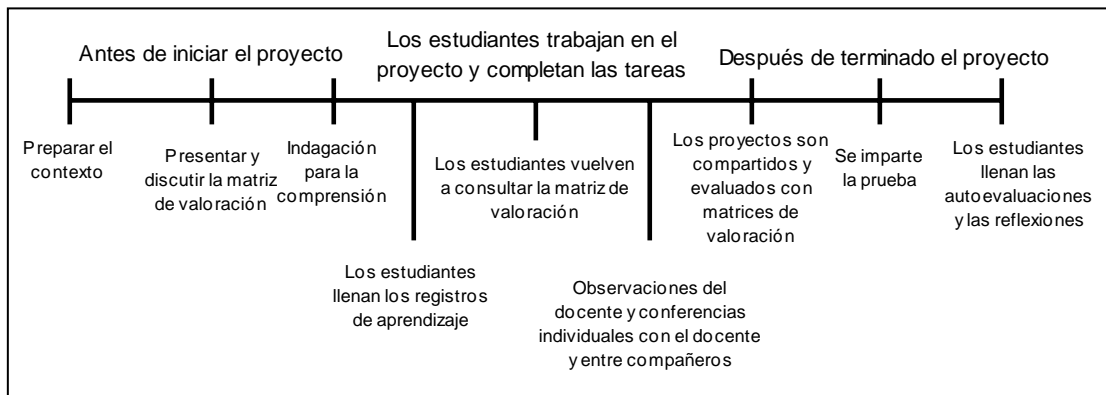 Antes de iniciar el proyecto
Los estudiantes trabajan en el
proyecto y completan las tareas
Después de terminado el proyecto
Preparar el
contexto
Presentar y
discutir la matriz
de valoración
Indagación
para la
comprensión
Los estudiantes
llenan los registros
de aprendizaje
Los estudiantes vuelven
a consultar la matriz de
valoración
Observaciones del
docente y conferencias
individuales con el docente
y entre compañeros
Los proyectos son
compartidos y
evaluados con
matrices de
valoración
Se imparte
la prueba
Los estudiantes
llenan las
autoevaluaciones
y las reflexiones